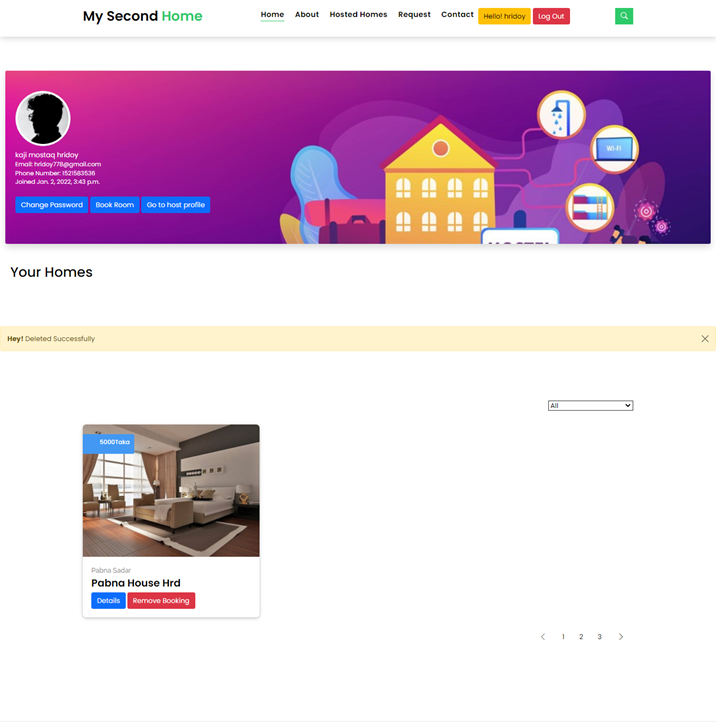 My Second Home
Home About Hosted Homes Request Contact Hello! hridoy Log Out
WI-FI
kaji mostaq hridoy
Email: hridoy778@gmail.com
Phone Number: 1521583536
Joined Jan. 2, 2022, 3:43 p.m.
Change Password Book Room Go to host profile
HOSTEL
Your Homes
Hey! Deleted Successfully
All
5000Taka
Pabna Sadar
Pabna House Hrd
Details Remove Booking
1 2 3